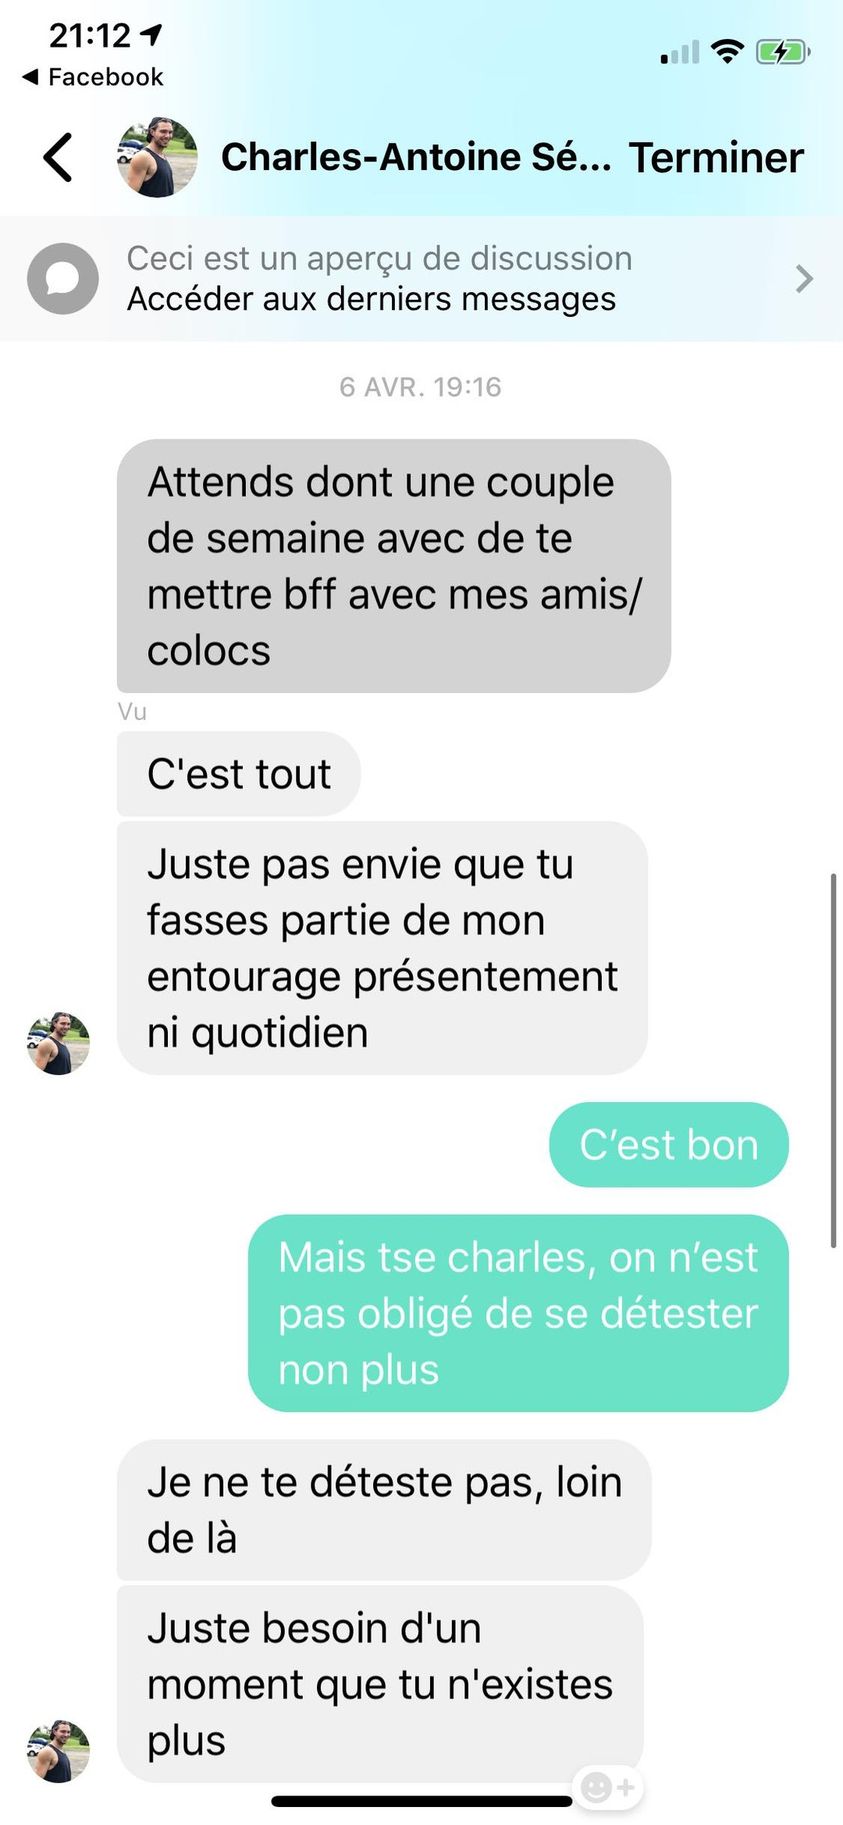 21:12
◀ Facebook
Charles-Antoine Sé... Terminer
Ceci est un aperçu de discussion
Accéder aux derniers messages
6 AVR. 19:16
Attends dont une couple
de semaine avec de te
mettre bff avec mes amis/
colocs
Vu
C'est tout
Juste pas envie que tu
fasses partie de mon
entourage présentement
ni quotidien
C’est bon
Mais tse charles, on n’est
pas obligé de se détester
non plus
Je ne te déteste pas, loin
de là
Juste besoin d'un
moment que tu n'existes
plus